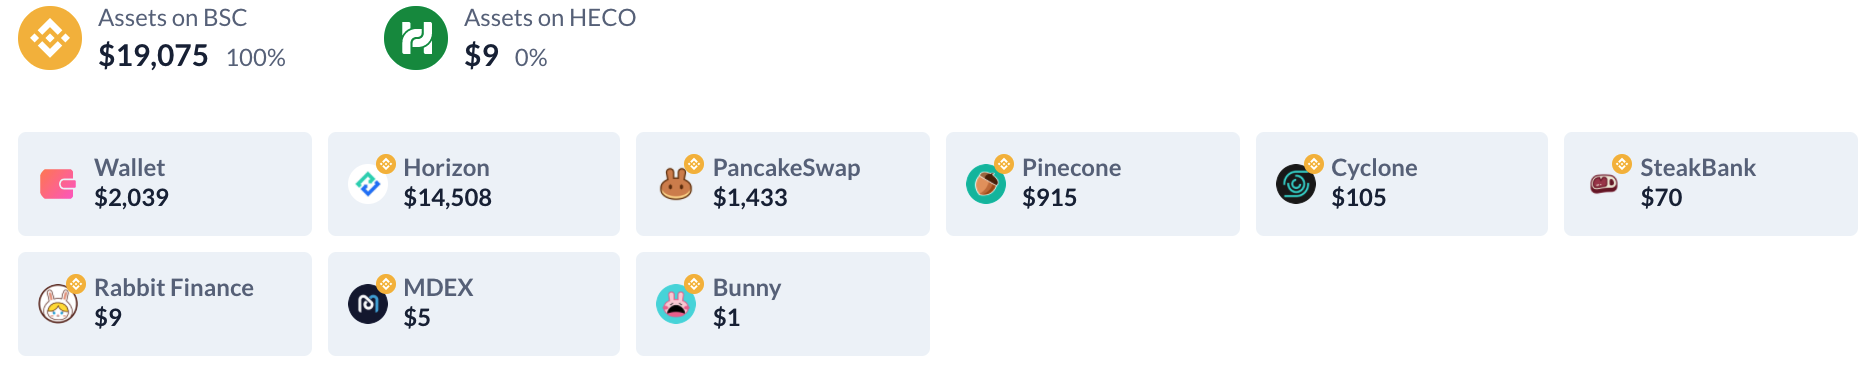 Assets on BSC
$19,075 100%
Assets on HECO
$9 0%
Wallet
$2,039
Horizon
$14,508
PancakeSwap
$1,433
Pinecone
$915
Cyclone
$105
SteakBank
$70
Rabbit Finance
$9
MDEX
$5
Bunny
$1